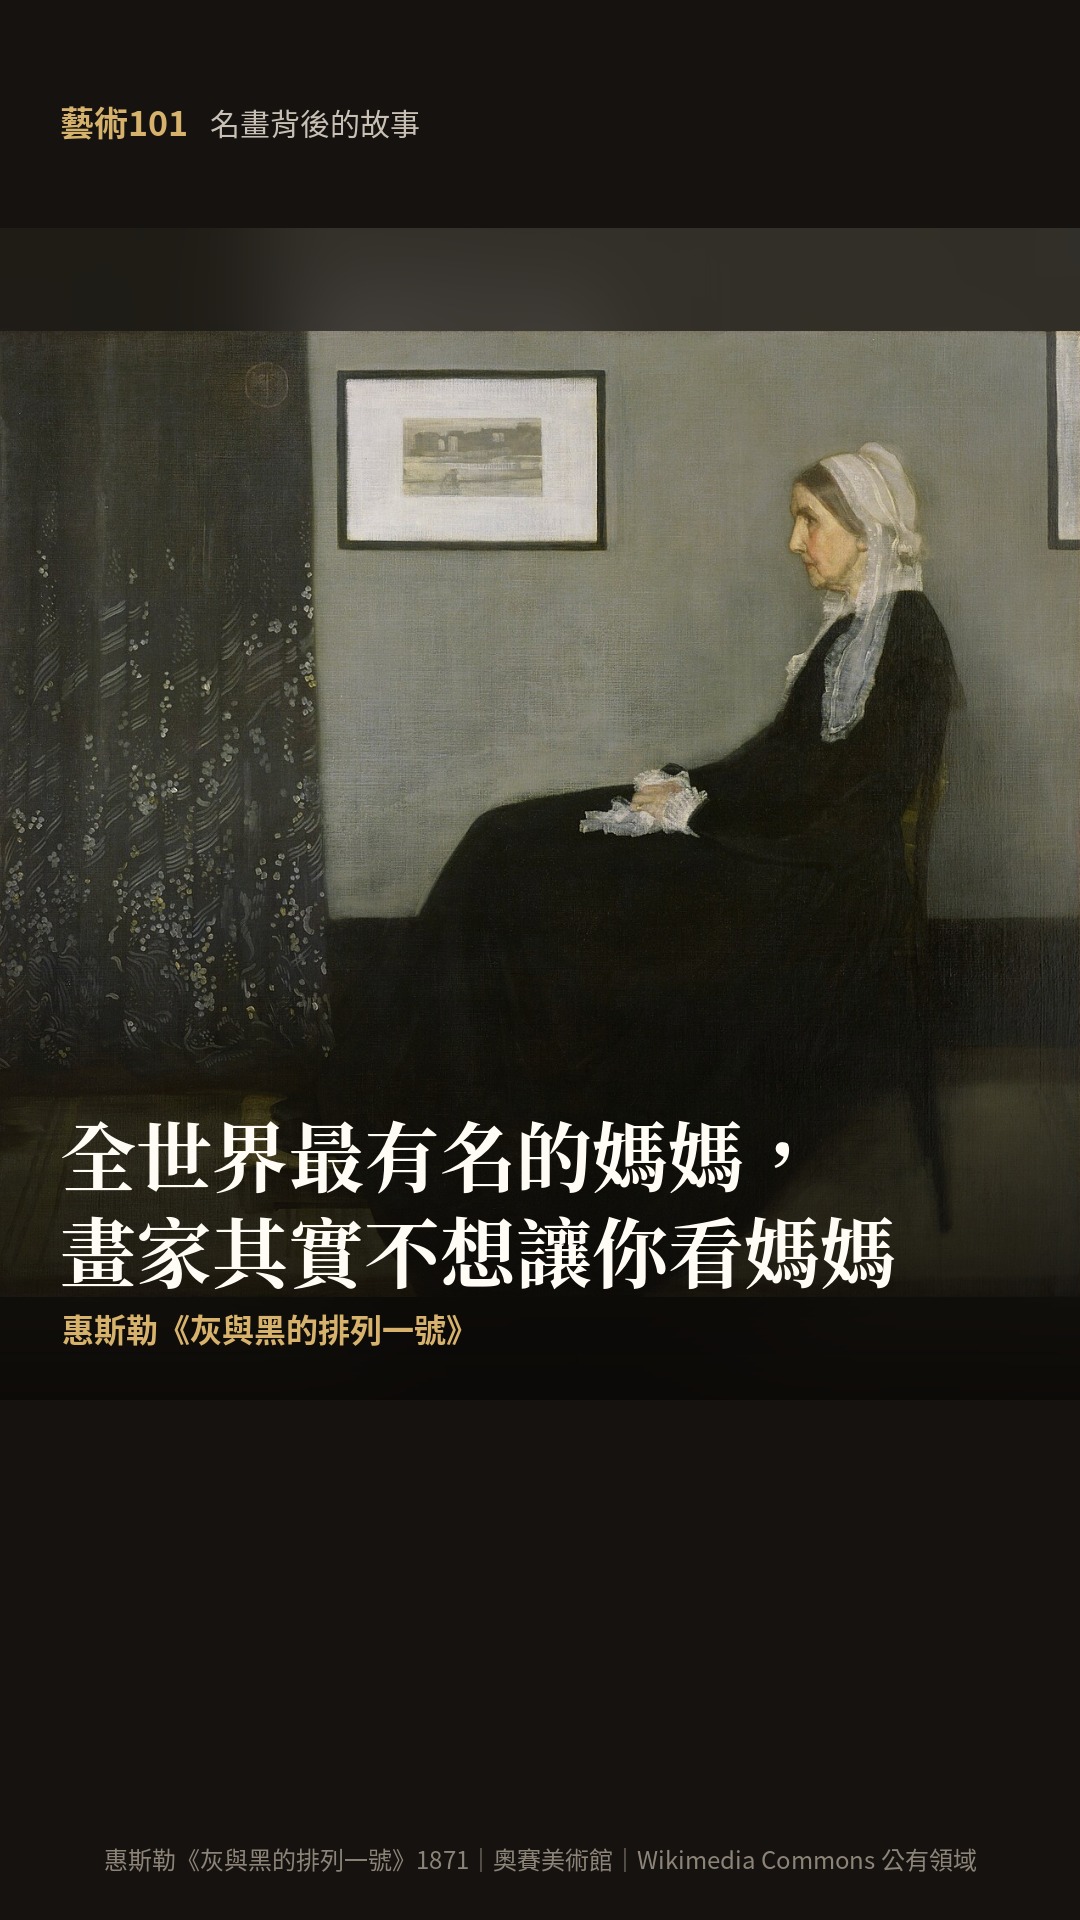 藝術101 名畫背後的故事
全世界最有名的媽媽，
畫家其實不想讓你看媽媽
惠斯勒《灰與黑的排列一號》
惠斯勒《灰與黑的排列一號》1871｜奧賽美術館｜Wikimedia Commons 公有領域